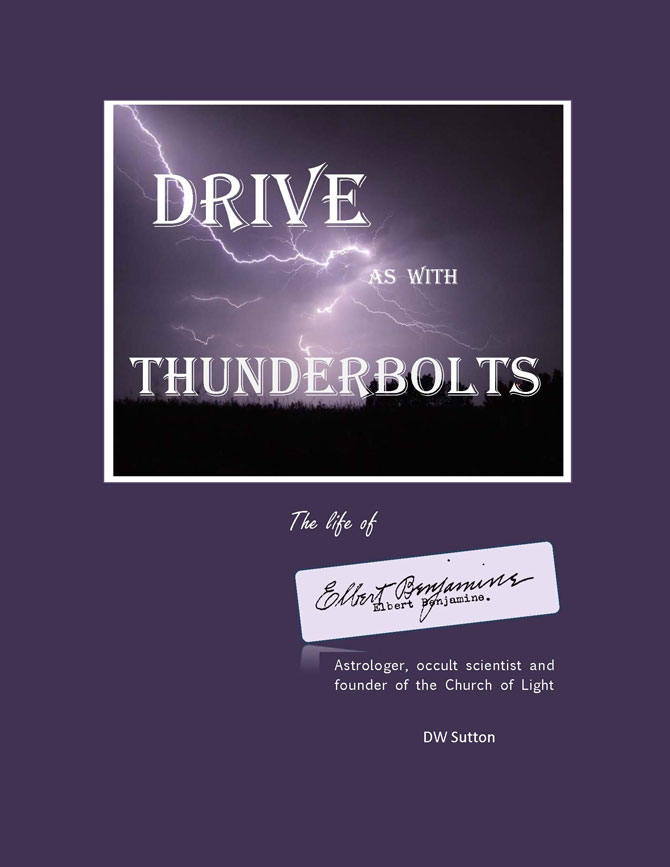 DRIVE
AS WITH
THUNDERBOLTS
The life of
Elbert Benjamine
Elbert Benjamine.
Astrologer, occult scientist and
founder of the Church of Light
DW Sutton